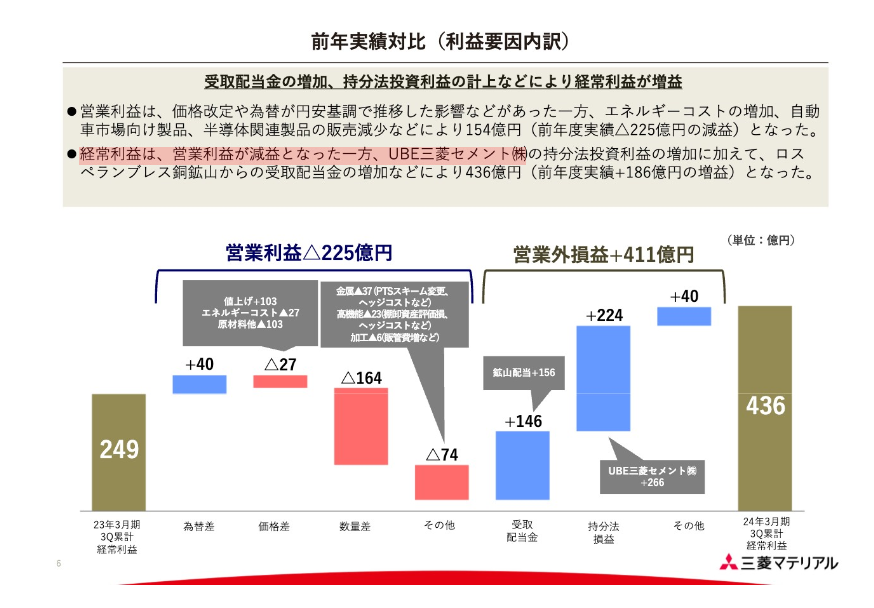 前年実績対比（利益要因内訳）
受取配当金の増加、持分法投資利益の計上などにより経常利益が増益
●営業利益は、価格改定や為替が円安基調で推移した影響などがあった一方、エネルギーコストの増加、自動
車市場向け製品、半導体関連製品の販売減少などにより154億円（前年度実績△225億円の減益）となった。
●経常利益は、営業利益が減益となった一方、UBE三菱セメント㈱の持分法投資利益の増加に加えて、ロス
ペランブレス銅鉱山からの受取配当金の増加などにより436億円（前年度実績+186億円の増益）となった。
（単位：億円）
営業利益△225億円
営業外損益+411億円
値上げ+103
エネルギーコスト▲27
原材料他▲103
金属▲37 (PTSスキーム変更、
ヘッジコストなど)
高機能▲23(棚卸資産評価損、
ヘッジコストなど)
加工▲6(販管費増など)
鉱山配当+156
UBE三菱セメント㈱
+266
249
+40
△27
△164
△74
+146
+224
+40
436
23年3月期
3Q累計
経常利益
為替差
価格差
数量差
その他
受取
配当金
持分法
損益
その他
24年3月期
3Q累計
経常利益
6
三菱マテリアル